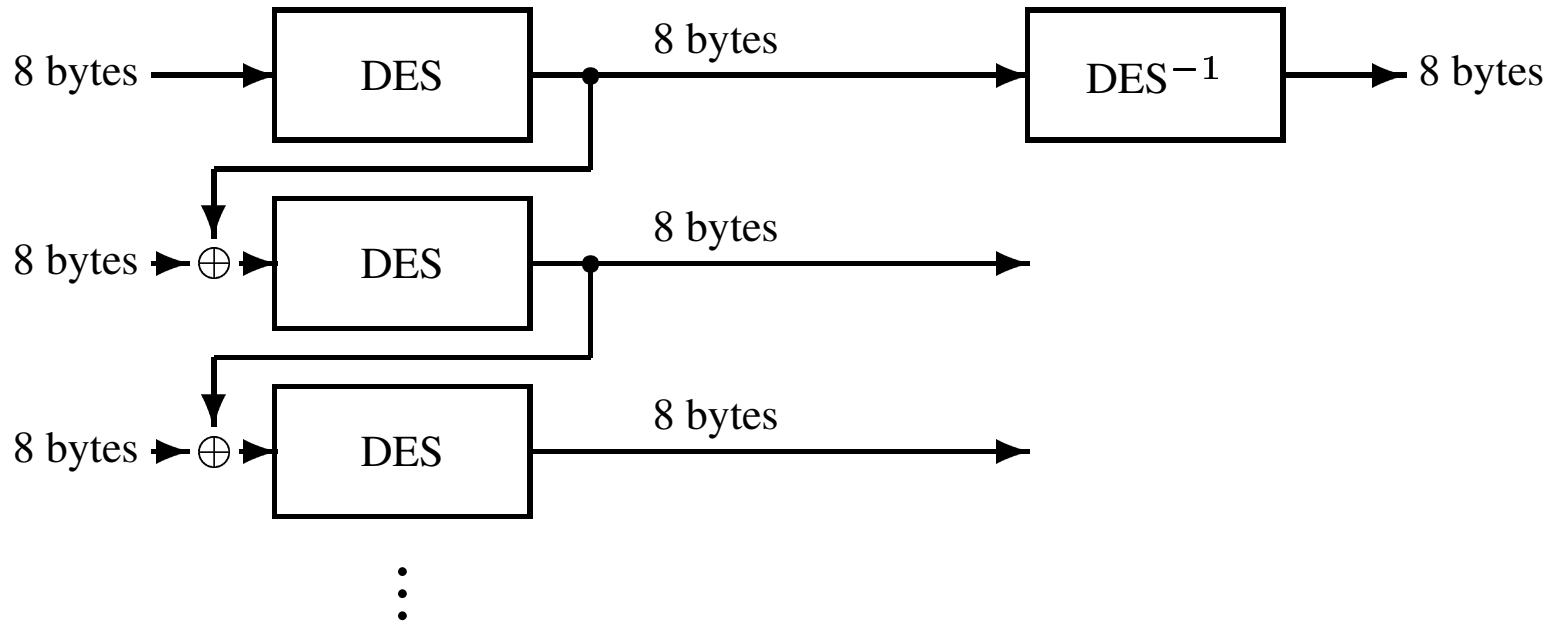 8 bytes DES 8 bytes DES⁻¹ 8 bytes
8 bytes ⊕ DES 8 bytes
8 bytes ⊕ DES 8 bytes
⋮